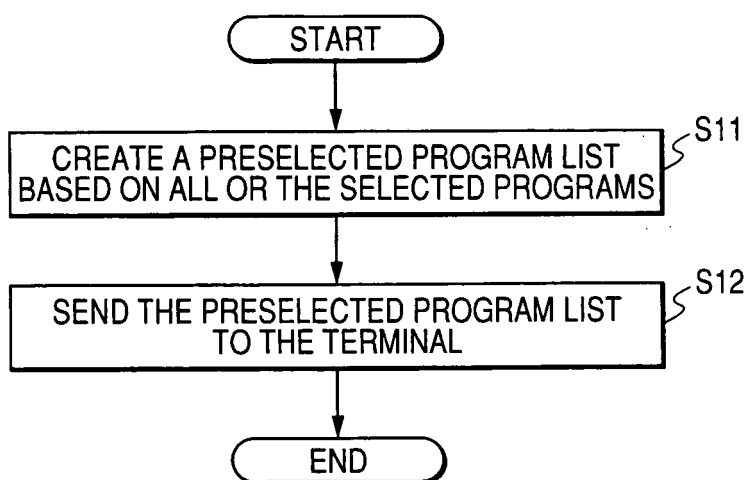 START
S11
CREATE A PRESELECTED PROGRAM LIST
BASED ON ALL OR THE SELECTED PROGRAMS
S12
SEND THE PRESELECTED PROGRAM LIST
TO THE TERMINAL
END